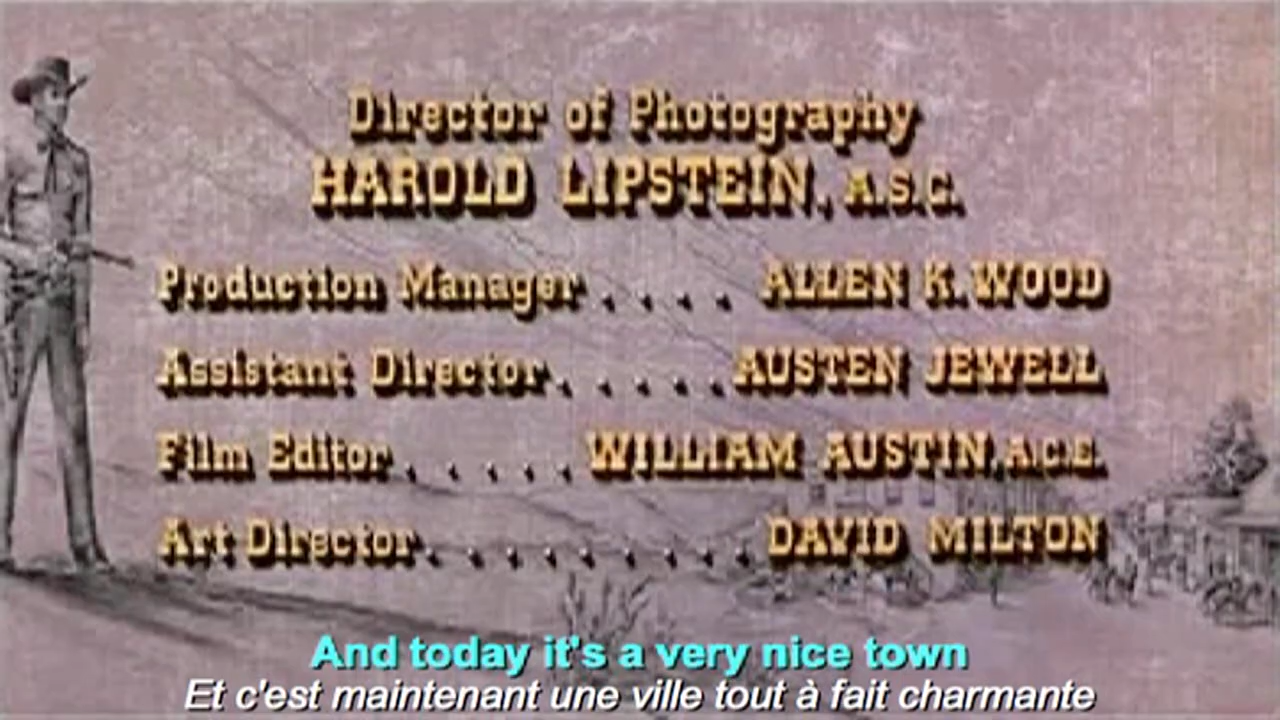 Director of Photography
HAROLD LIPSTEIN, A.S.C.
Production Manager . . . . ALLEN K. WOOD
Assistant Director . . . . . AUSTEN JEWELL
Film Editor . . . . . WILLIAM AUSTIN, A.C.E.
Art Director . . . . . . . . . DAVID MILTON
And today it's a very nice town
Et c'est maintenant une ville tout à fait charmante